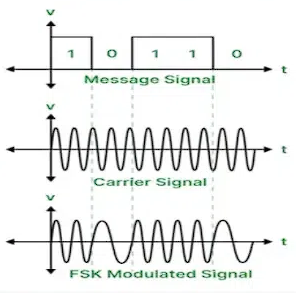 v
1 0 1 1 0
t
Message Signal
v
t
Carrier Signal
v
t
FSK Modulated Signal